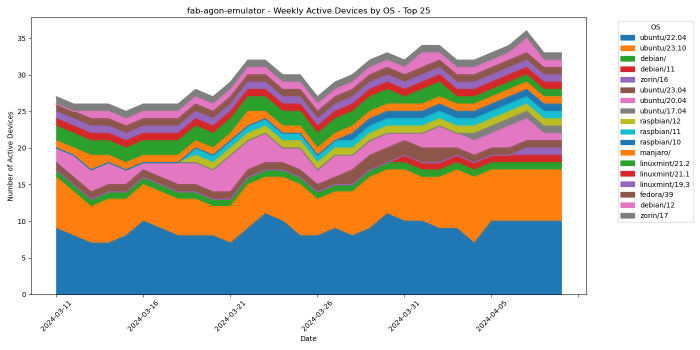 fab-agon-emulator - Weekly Active Devices by OS - Top 25
Number of Active Devices
35
30
25
20
15
10
5
0
2024-03-11
2024-03-16
2024-03-21
2024-03-26
2024-03-31
2024-04-05
Date
OS
ubuntu/22.04
ubuntu/23.10
debian/
debian/11
zorin/16
ubuntu/23.04
ubuntu/20.04
ubuntu/17.04
raspbian/12
raspbian/11
raspbian/10
manjaro/
linuxmint/21.2
linuxmint/21.1
linuxmint/19.3
fedora/39
debian/12
zorin/17